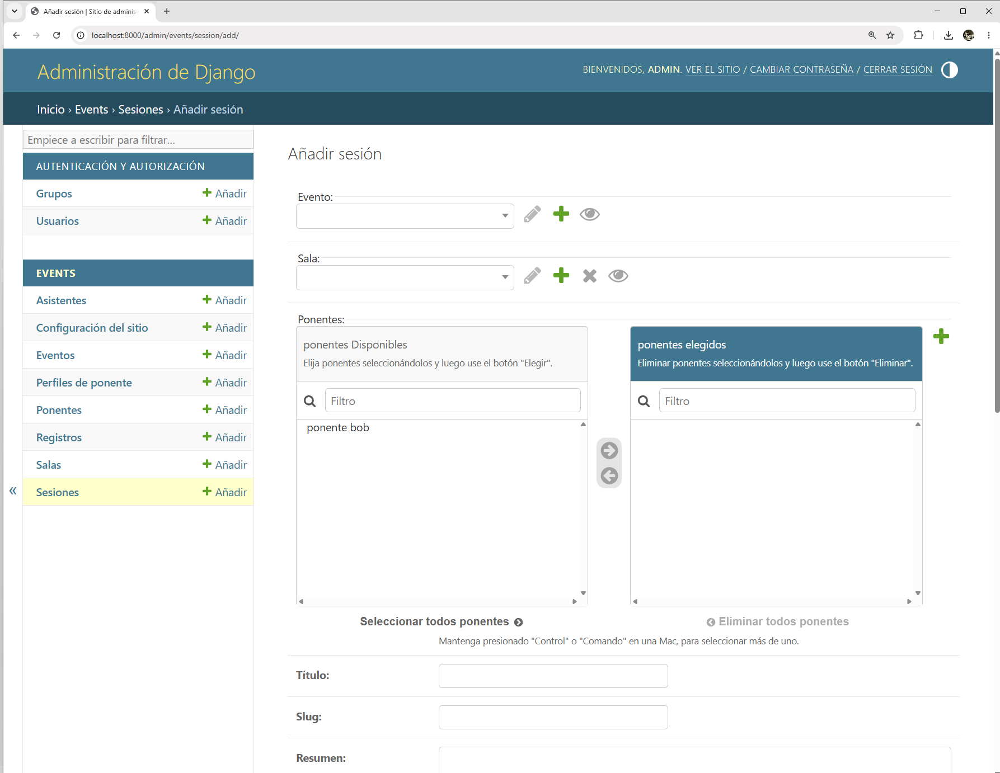 Añadir sesión | Sitio de adminis
localhost:8000/admin/events/session/add/
Administración de Django
BIENVENIDOS, ADMIN. VER EL SITIO / CAMBIAR CONTRASEÑA / CERRAR SESIÓN
Inicio › Events › Sesiones › Añadir sesión
Empiece a escribir para filtrar...
AUTENTICACIÓN Y AUTORIZACIÓN
Grupos Añadir
Usuarios Añadir
EVENTS
Asistentes Añadir
Configuración del sitio Añadir
Eventos Añadir
Perfiles de ponente Añadir
Ponentes Añadir
Registros Añadir
Salas Añadir
Sesiones Añadir
«
Añadir sesión
Evento:
Sala:
Ponentes:
ponentes Disponibles
Elija ponentes seleccionándolos y luego use el botón "Elegir".
Filtro
ponente bob
Seleccionar todos ponentes
ponentes elegidos
Eliminar ponentes seleccionándolos y luego use el botón "Eliminar".
Filtro
Eliminar todos ponentes
Mantenga presionado "Control" o "Comando" en una Mac, para seleccionar más de uno.
Título:
Slug:
Resumen: